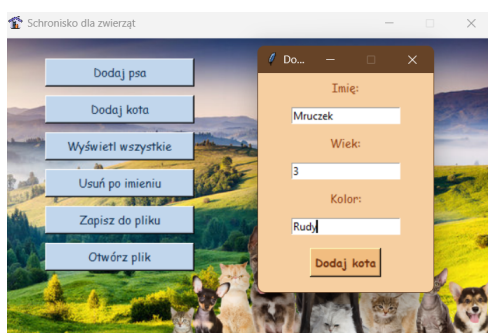 Schronisko dla zwierząt
Dodaj psa
Dodaj kota
Wyświetl wszystkie
Usuń po imieniu
Zapisz do pliku
Otwórz plik
Do...
Imię:
Mruczek
Wiek:
3
Kolor:
Rudy
Dodaj kota